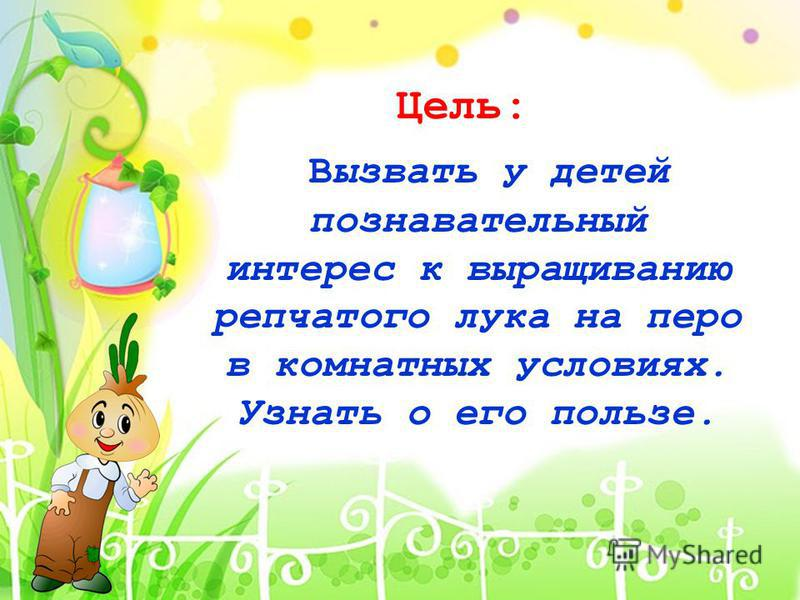 Цель:
Вызвать у детей
познавательный
интерес к выращиванию
репчатого лука на перо
в комнатных условиях.
Узнать о его пользе.
MyShared